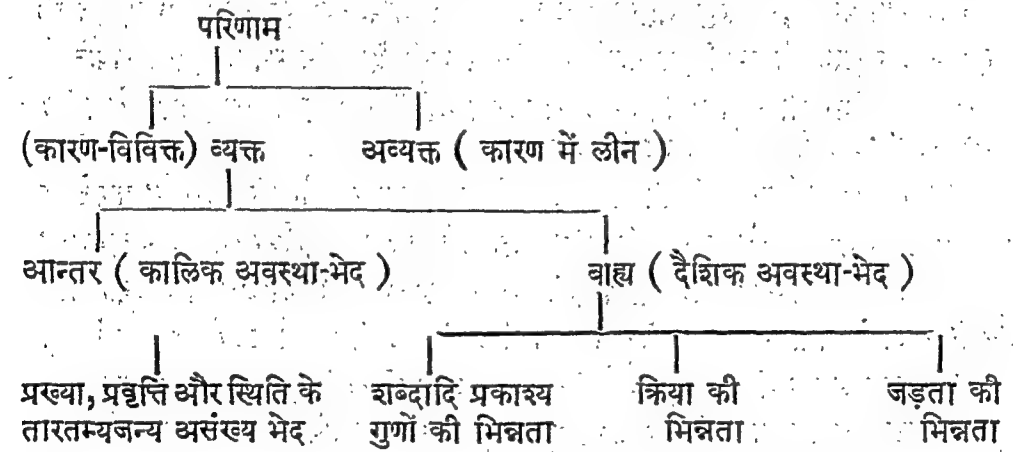 परिणाम
(कारण-विविक्त) व्यक्त अव्यक्त ( कारण में लीन )
आन्तर ( कालिक अवस्था-भेद ) बाह्य ( दैशिक अवस्था-भेद )
प्रख्या, प्रवृत्ति और स्थिति के शब्दादि प्रकाश्य क्रिया की जड़ता की
तारतम्यजन्य असंख्य भेद गुणों की भिन्नता भिन्नता भिन्नता